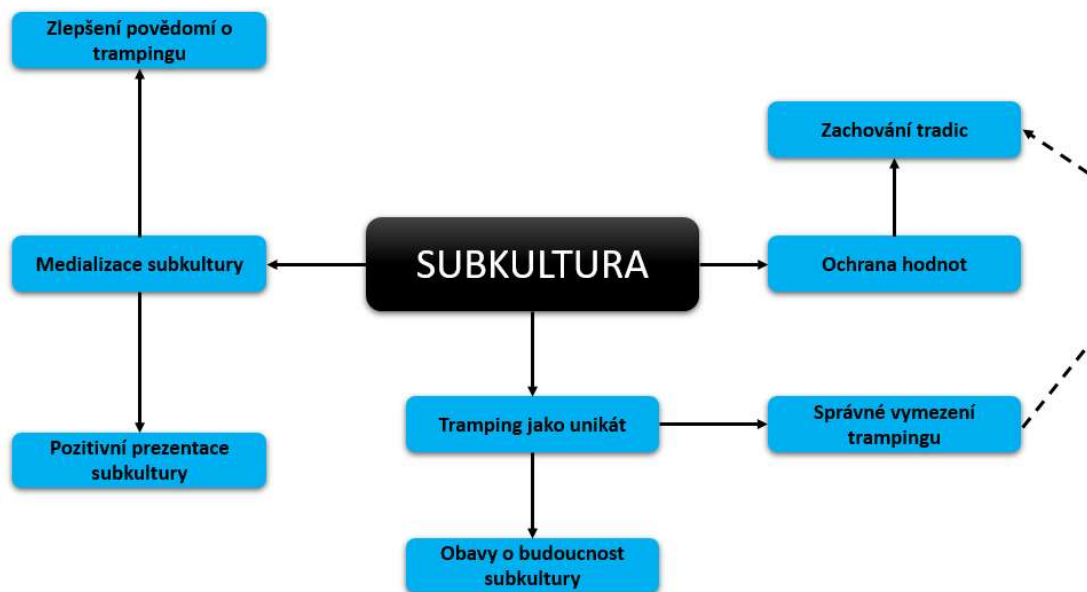 Zlepšení povědomí o
trampingu
Zachování tradic
Medializace subkultury
SUBKULTURA
Ochrana hodnot
Tramping jako unikát
Správné vymezení
trampingu
Pozitivní prezentace
subkultury
Obavy o budoucnost
subkultury